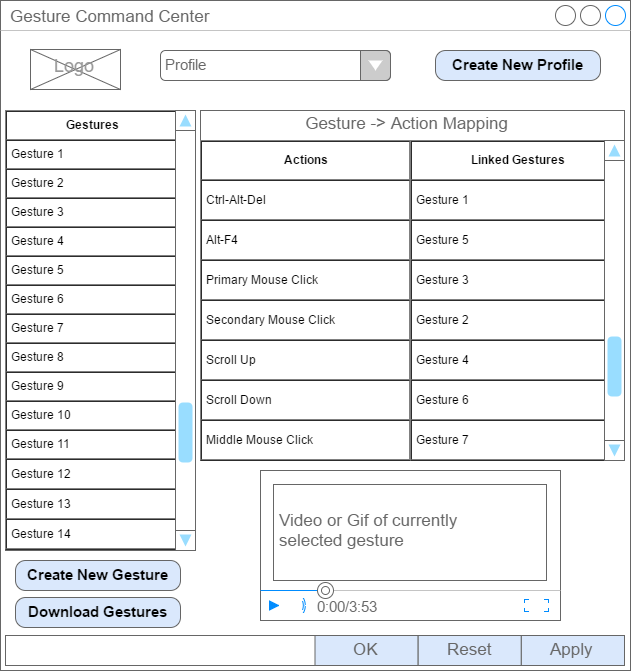 Gesture Command Center
Logo
Profile
Create New Profile
Gestures
Gesture 1
Gesture 2
Gesture 3
Gesture 4
Gesture 5
Gesture 6
Gesture 7
Gesture 8
Gesture 9
Gesture 10
Gesture 11
Gesture 12
Gesture 13
Gesture 14
Create New Gesture
Download Gestures
Gesture -> Action Mapping
Actions Linked Gestures
Ctrl-Alt-Del Gesture 1
Alt-F4 Gesture 5
Primary Mouse Click Gesture 3
Secondary Mouse Click Gesture 2
Scroll Up Gesture 4
Scroll Down Gesture 6
Middle Mouse Click Gesture 7
Video or Gif of currently
selected gesture
0:00/3:53
OK Reset Apply